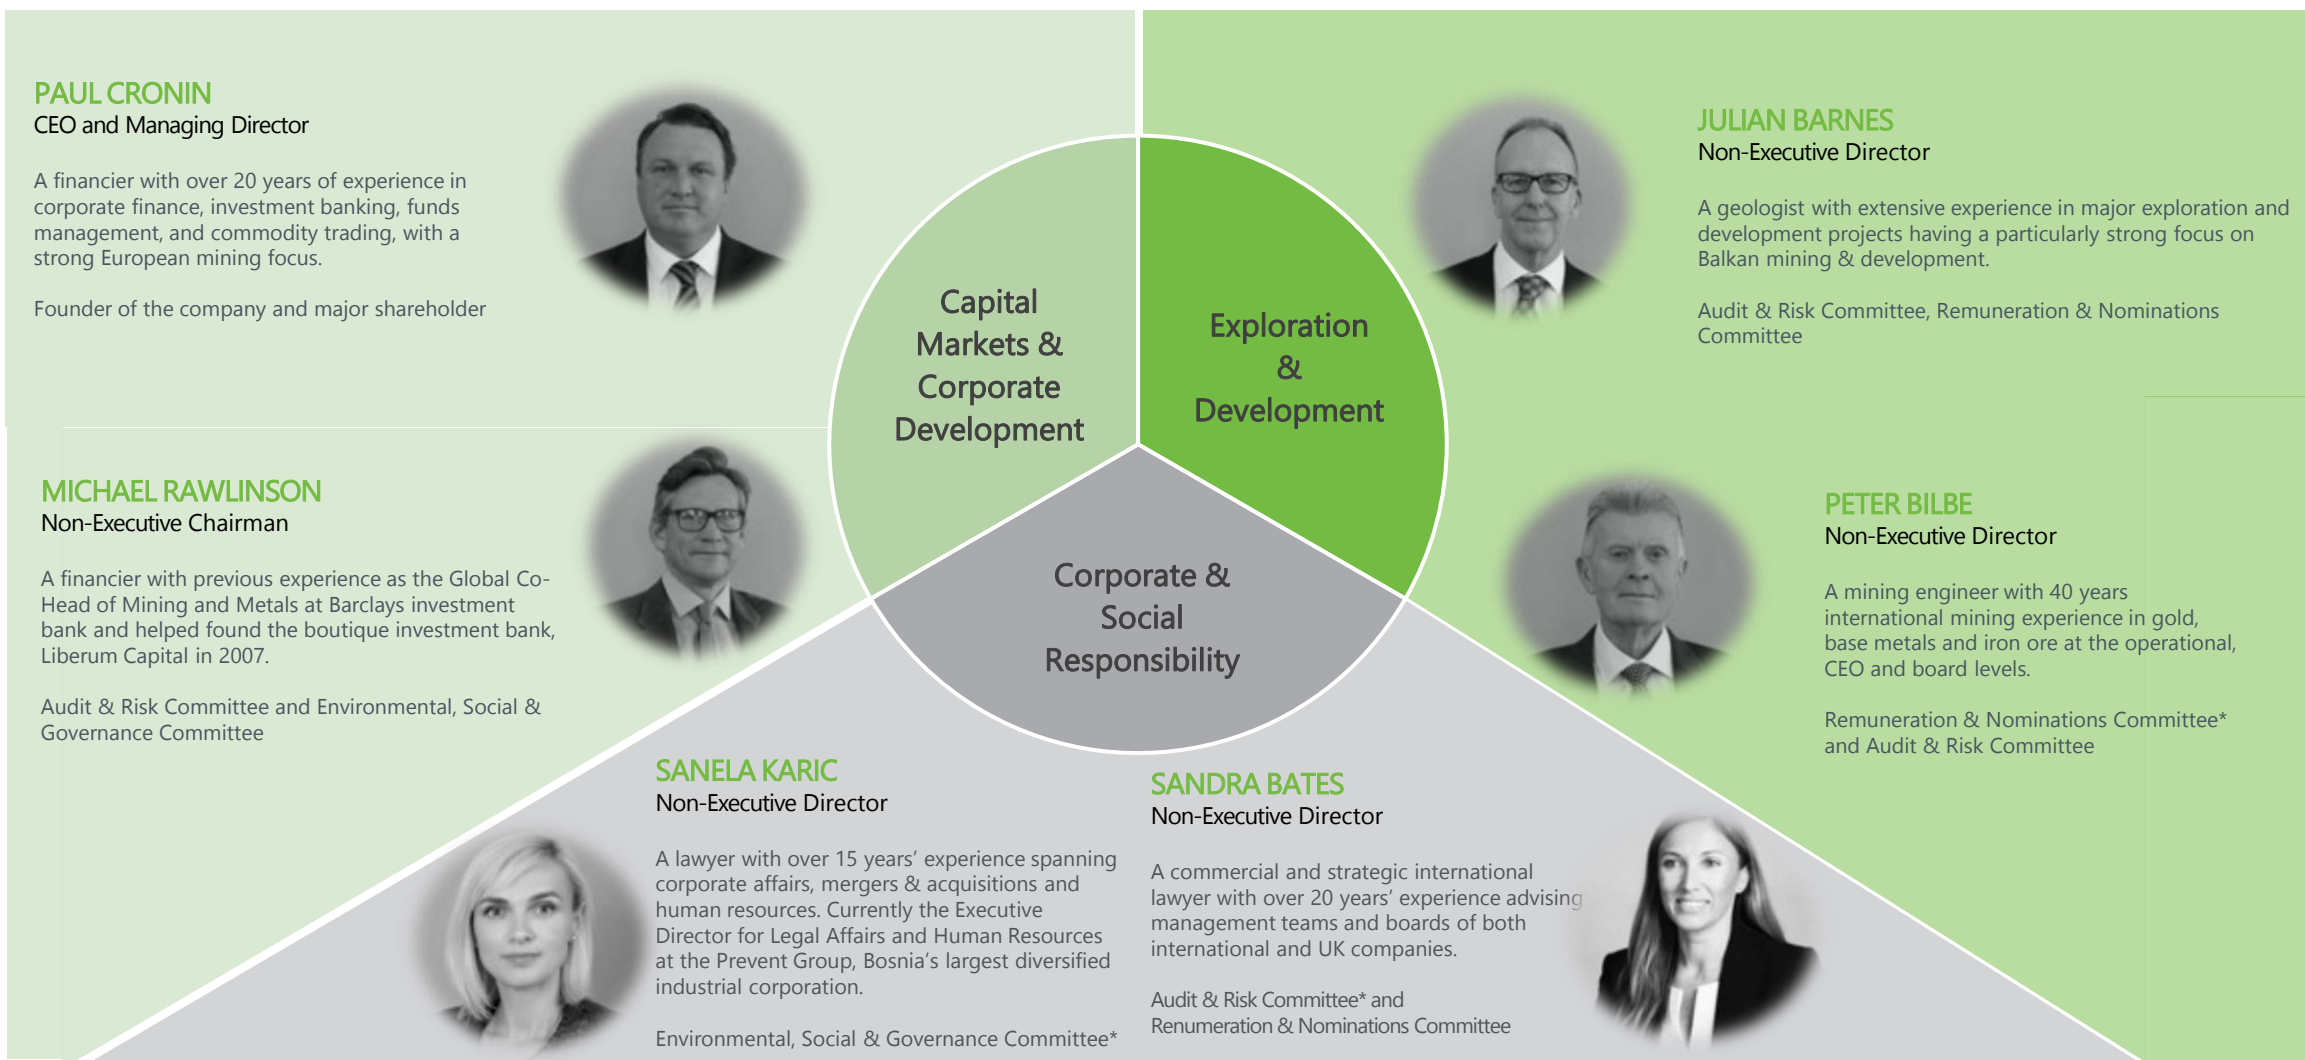 PAUL CRONIN
CEO and Managing Director
A financier with over 20 years of experience in
corporate finance, investment banking, funds
management, and commodity trading, with a
strong European mining focus.
Founder of the company and major shareholder
MICHAEL RAWLINSON
Non-Executive Chairman
A financier with previous experience as the Global Co-
Head of Mining and Metals at Barclays investment
bank and helped found the boutique investment bank,
Liberum Capital in 2007.
Audit & Risk Committee and Environmental, Social &
Governance Committee
Capital
Markets &
Corporate
Development
Exploration
&
Development
Corporate &
Social
Responsibility
JULIAN BARNES
Non-Executive Director
A geologist with extensive experience in major exploration and
development projects having a particularly strong focus on
Balkan mining & development.
Audit & Risk Committee, Remuneration & Nominations
Committee
PETER BILBE
Non-Executive Director
A mining engineer with 40 years
international mining experience in gold,
base metals and iron ore at the operational,
CEO and board levels.
Remuneration & Nominations Committee*
and Audit & Risk Committee
SANELA KARIC
Non-Executive Director
A lawyer with over 15 years’ experience spanning
corporate affairs, mergers & acquisitions and
human resources. Currently the Executive
Director for Legal Affairs and Human Resources
at the Prevent Group, Bosnia’s largest diversified
industrial corporation.
Environmental, Social & Governance Committee*
SANDRA BATES
Non-Executive Director
A commercial and strategic international
lawyer with over 20 years’ experience advising
management teams and boards of both
international and UK companies.
Audit & Risk Committee* and
Renumeration & Nominations Committee